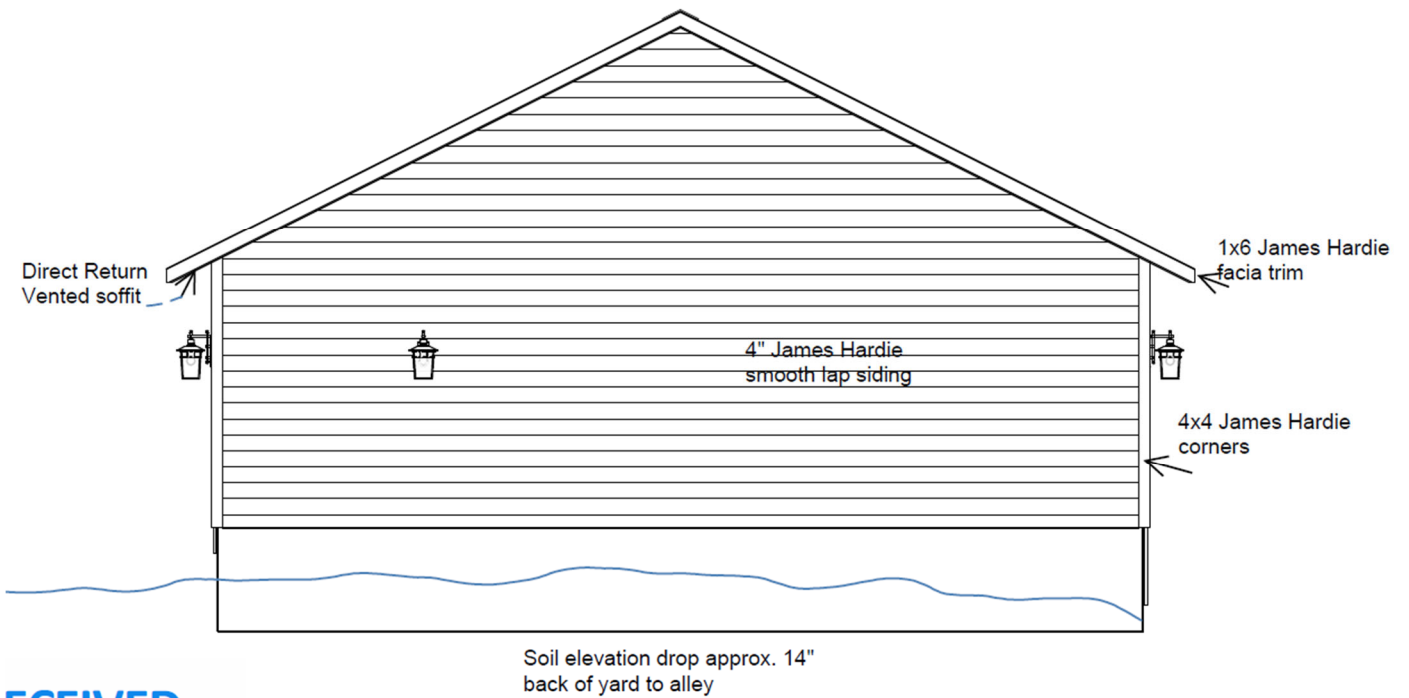 Direct Return
Vented soffit
1x6 James Hardie
facia trim
4" James Hardie
smooth lap siding
4x4 James Hardie
corners
Soil elevation drop approx. 14"
back of yard to alley